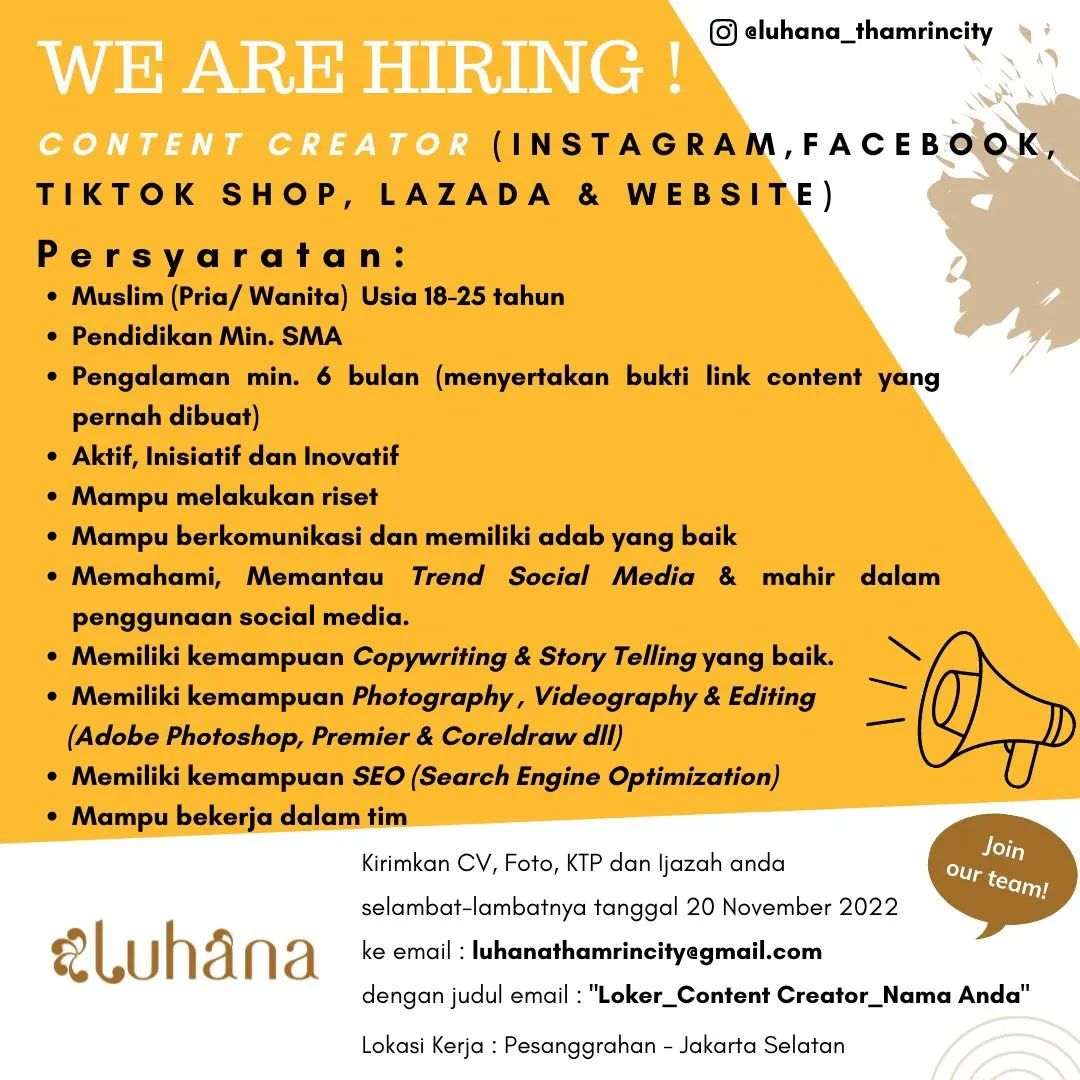 @luhana_thamrincity
WE ARE HIRING !
CONTENT CREATOR (INSTAGRAM,FACEBOOK,
TIKTOK SHOP, LAZADA & WEBSITE)
Persyaratan:
• Muslim (Pria/ Wanita) Usia 18-25 tahun
• Pendidikan Min. SMA
• Pengalaman min. 6 bulan (menyertakan bukti link content yang
pernah dibuat)
• Aktif, Inisiatif dan Inovatif
• Mampu melakukan riset
• Mampu berkomunikasi dan memiliki adab yang baik
• Memahami, Memantau Trend Social Media & mahir dalam
penggunaan social media.
• Memiliki kemampuan Copywriting & Story Telling yang baik.
• Memiliki kemampuan Photography , Videography & Editing
(Adobe Photoshop, Premier & Coreldraw dll)
• Memiliki kemampuan SEO (Search Engine Optimization)
• Mampu bekerja dalam tim
Join
our team!
luhâna
Kirimkan CV, Foto, KTP dan Ijazah anda
selambat-lambatnya tanggal 20 November 2022
ke email : luhanathamrincity@gmail.com
dengan judul email : "Loker_Content Creator_Nama Anda"
Lokasi Kerja : Pesanggrahan - Jakarta Selatan